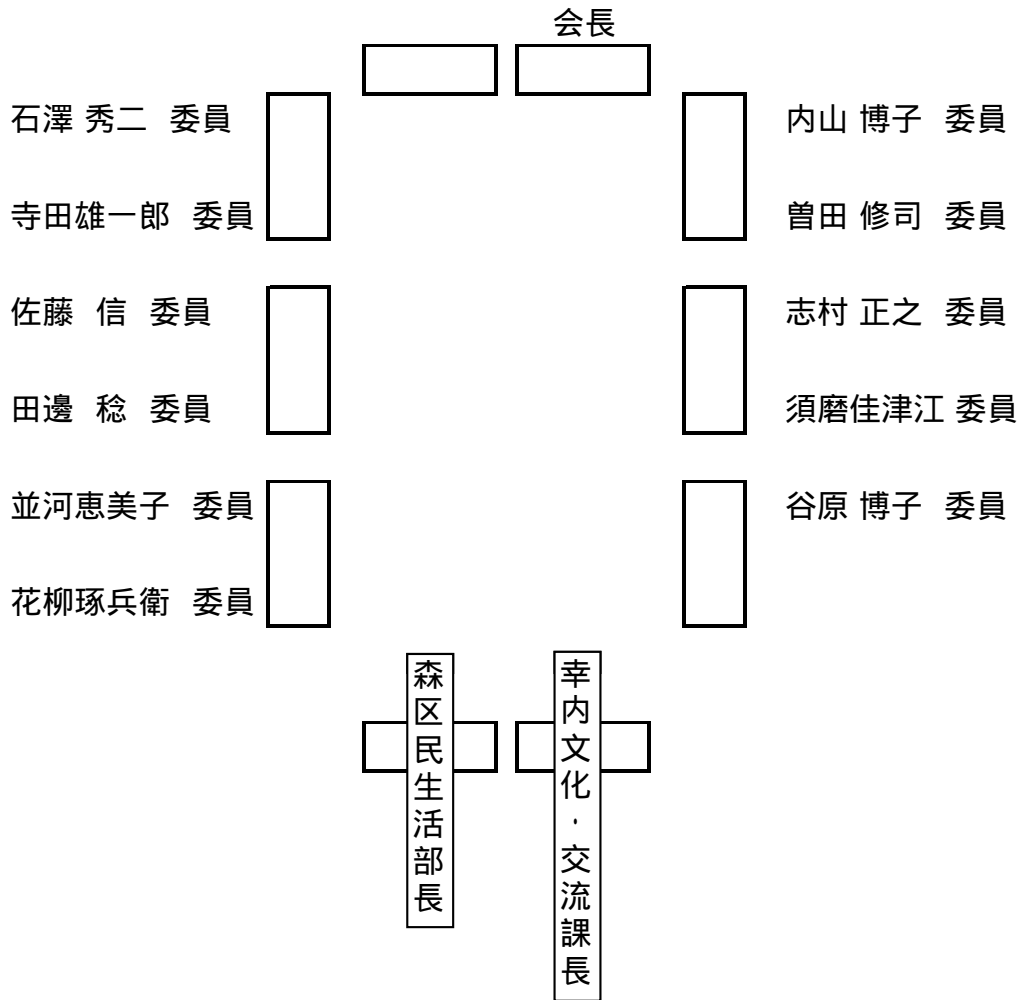 会長
石澤 秀二 委員
内山 博子 委員
寺田雄一郎 委員
曽田 修司 委員
佐藤 信 委員
志村 正之 委員
田邊 稔 委員
須磨佳津江 委員
並河恵美子 委員
谷原 博子 委員
花柳琢兵衛 委員
森区民生活部長
幸内文化・交流課長